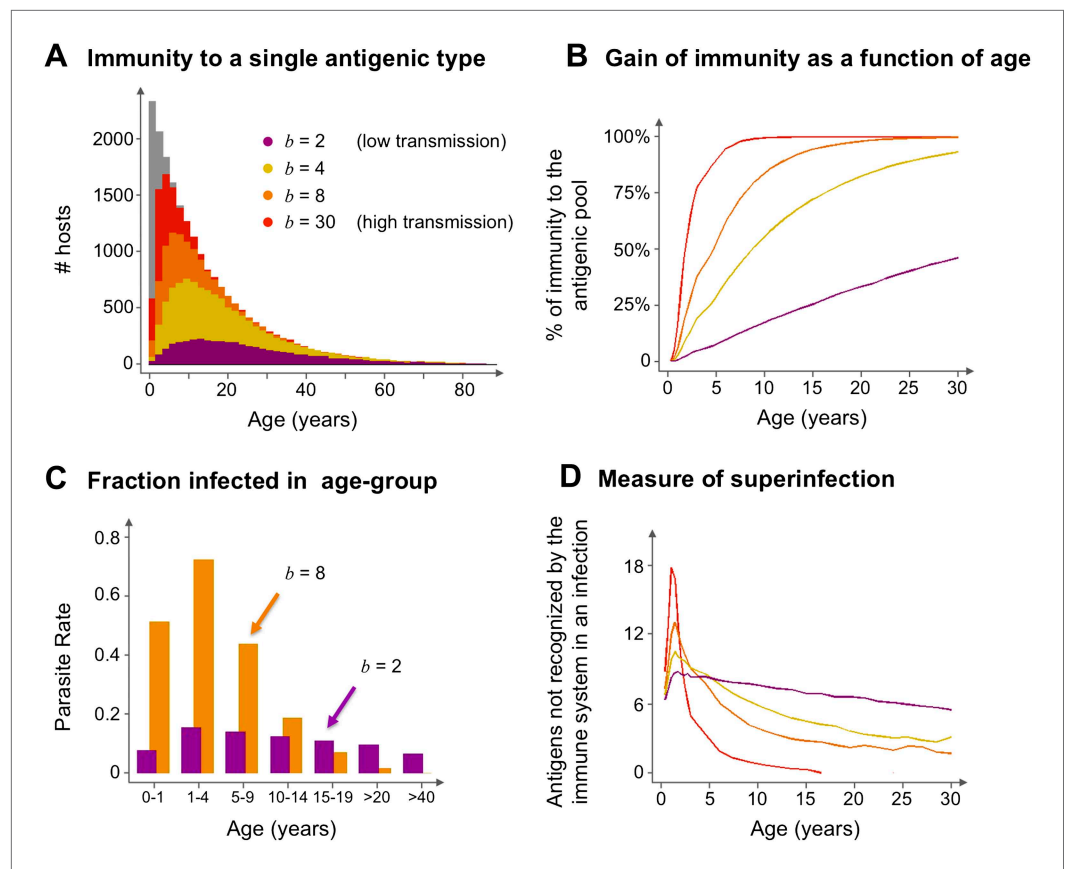 A Immunity to a single antigenic type
# hosts
2000
1500
1000
500
0
b = 2 (low transmission)
b = 4
b = 8
b = 30 (high transmission)
0 20 40 60 80
Age (years)
B Gain of immunity as a function of age
% of immunity to the
antigenic pool
100%
75%
50%
25%
0
0 5 10 15 20 25 30
Age (years)
C Fraction infected in age-group
Parasite Rate
0.8
0.6
0.4
0.2
0
b = 8
b = 2
0-1 1-4 5-9 10-14 15-19 >20 >40
Age (years)
D Measure of superinfection
Antigens not recognized by the
immune system in an infection
18
12
6
0
0 5 10 15 20 25 30
Age (years)